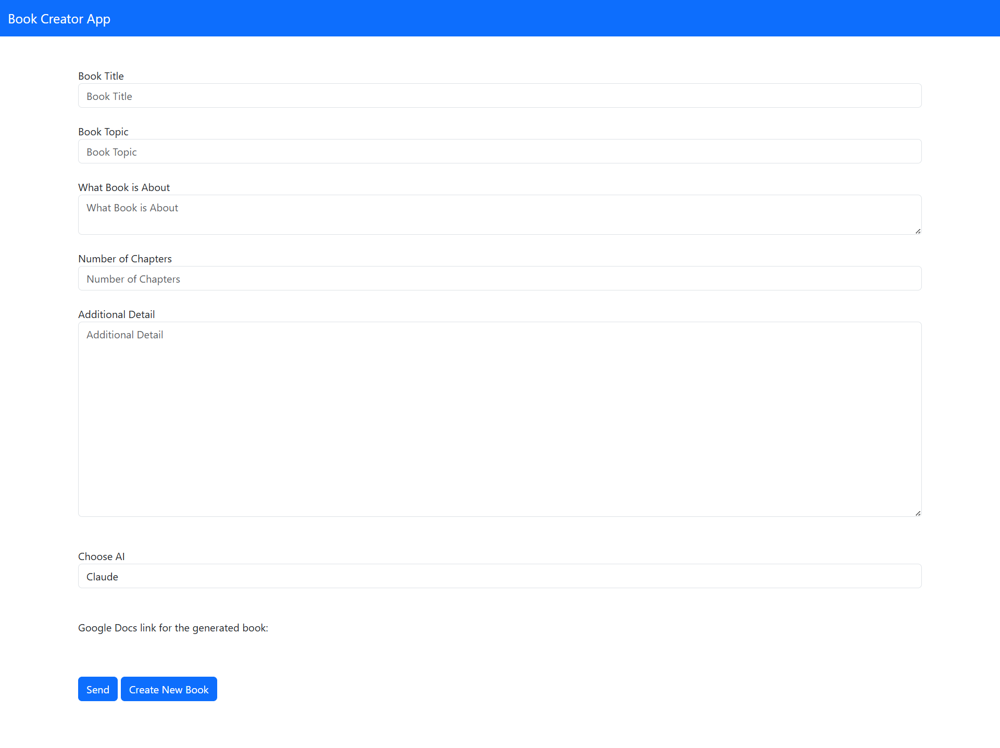 Book Creator App
Book Title
Book Title
Book Topic
Book Topic
What Book is About
What Book is About
Number of Chapters
Number of Chapters
Additional Detail
Additional Detail
Choose AI
Claude
Google Docs link for the generated book:
Send Create New Book